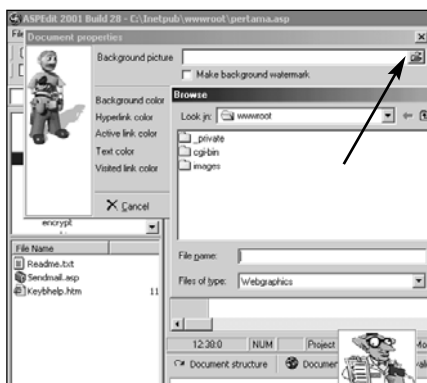 ASPEdit 2001 Build 28 - C:\Inetpub\wwwroot\pertama.asp
Document properties
Background picture
Make background watermark
Background color
Hyperlink color
Active link color
Text color
Visited link color
Cancel
Browse
Look in: wwwroot
_private
cgi-bin
images
File name:
Files of type: Webgraphics
encrypt
File Name
Readme.txt
Sendmail.asp
Keybhelp.htm 11
12:38:0 NUM Project
Document structure